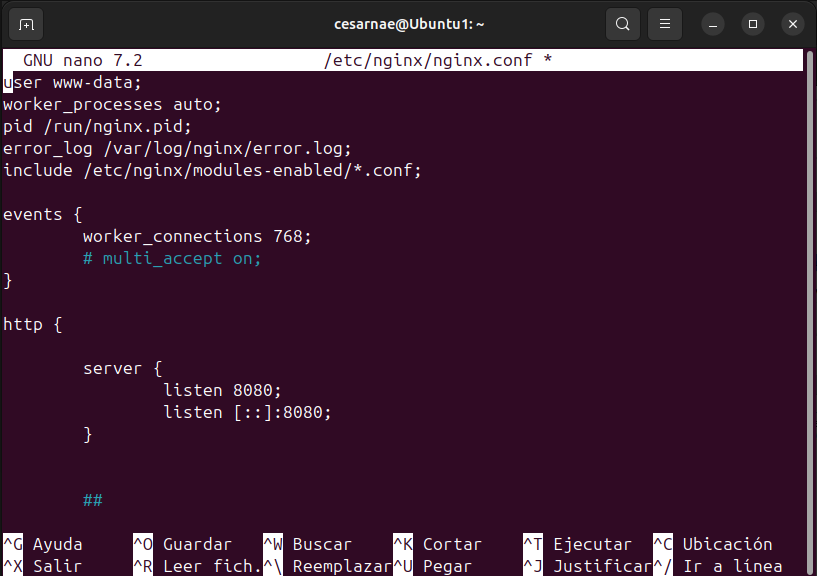 cesarnae@Ubuntu1: ~
GNU nano 7.2 /etc/nginx/nginx.conf *
user www-data;
worker_processes auto;
pid /run/nginx.pid;
error_log /var/log/nginx/error.log;
include /etc/nginx/modules-enabled/*.conf;
events {
        worker_connections 768;
        # multi_accept on;
}
http {
        server {
                listen 8080;
                listen [::]:8080;
        }
        ##
^G Ayuda ^O Guardar ^W Buscar ^K Cortar ^T Ejecutar ^C Ubicación
^X Salir ^R Leer fich. ^\ Reemplazar ^U Pegar ^J Justificar ^/ Ir a línea